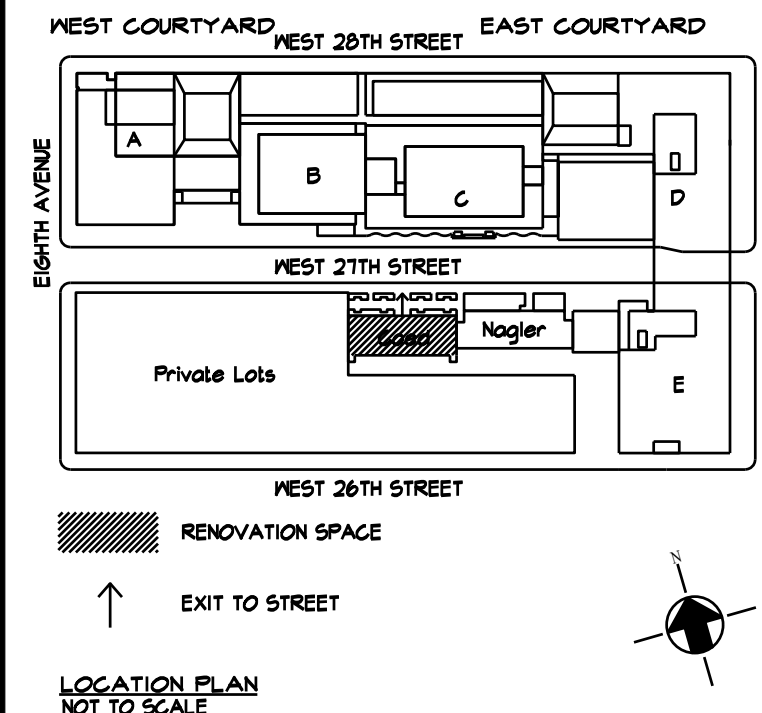 WEST COURTYARD
EAST COURTYARD
WEST 28TH STREET
EIGHTH AVENUE
A
B
C
D
WEST 27TH STREET
Coed
Nagler
Private Lots
E
WEST 26TH STREET
RENOVATION SPACE
EXIT TO STREET
N
LOCATION PLAN
NOT TO SCALE